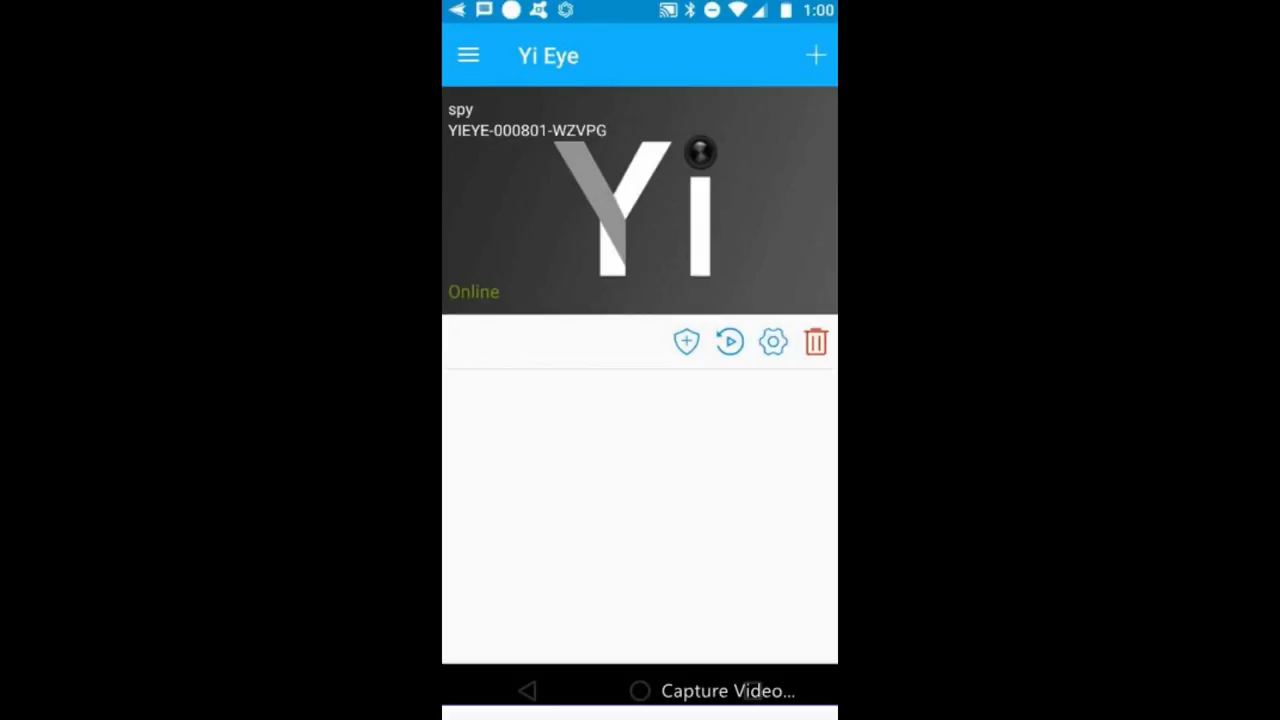 1:00
Yi Eye
spy
YIEYE-000801-WZVPG
Yi
Online
Capture Video...